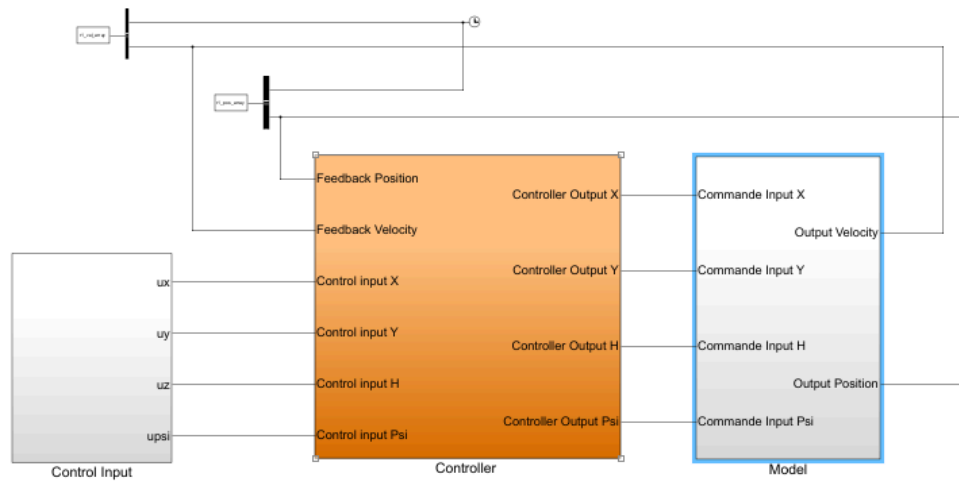 Feedback Position
Feedback Velocity
Control input X
Control input Y
Control input H
Control input Psi
Controller Output X
Controller Output Y
Controller Output H
Controller Output Psi
Commande Input X
Output Velocity
Commande Input Y
Commande Input H
Output Position
Commande Input Psi
ux
uy
uz
upsi
Control Input
Controller
Model